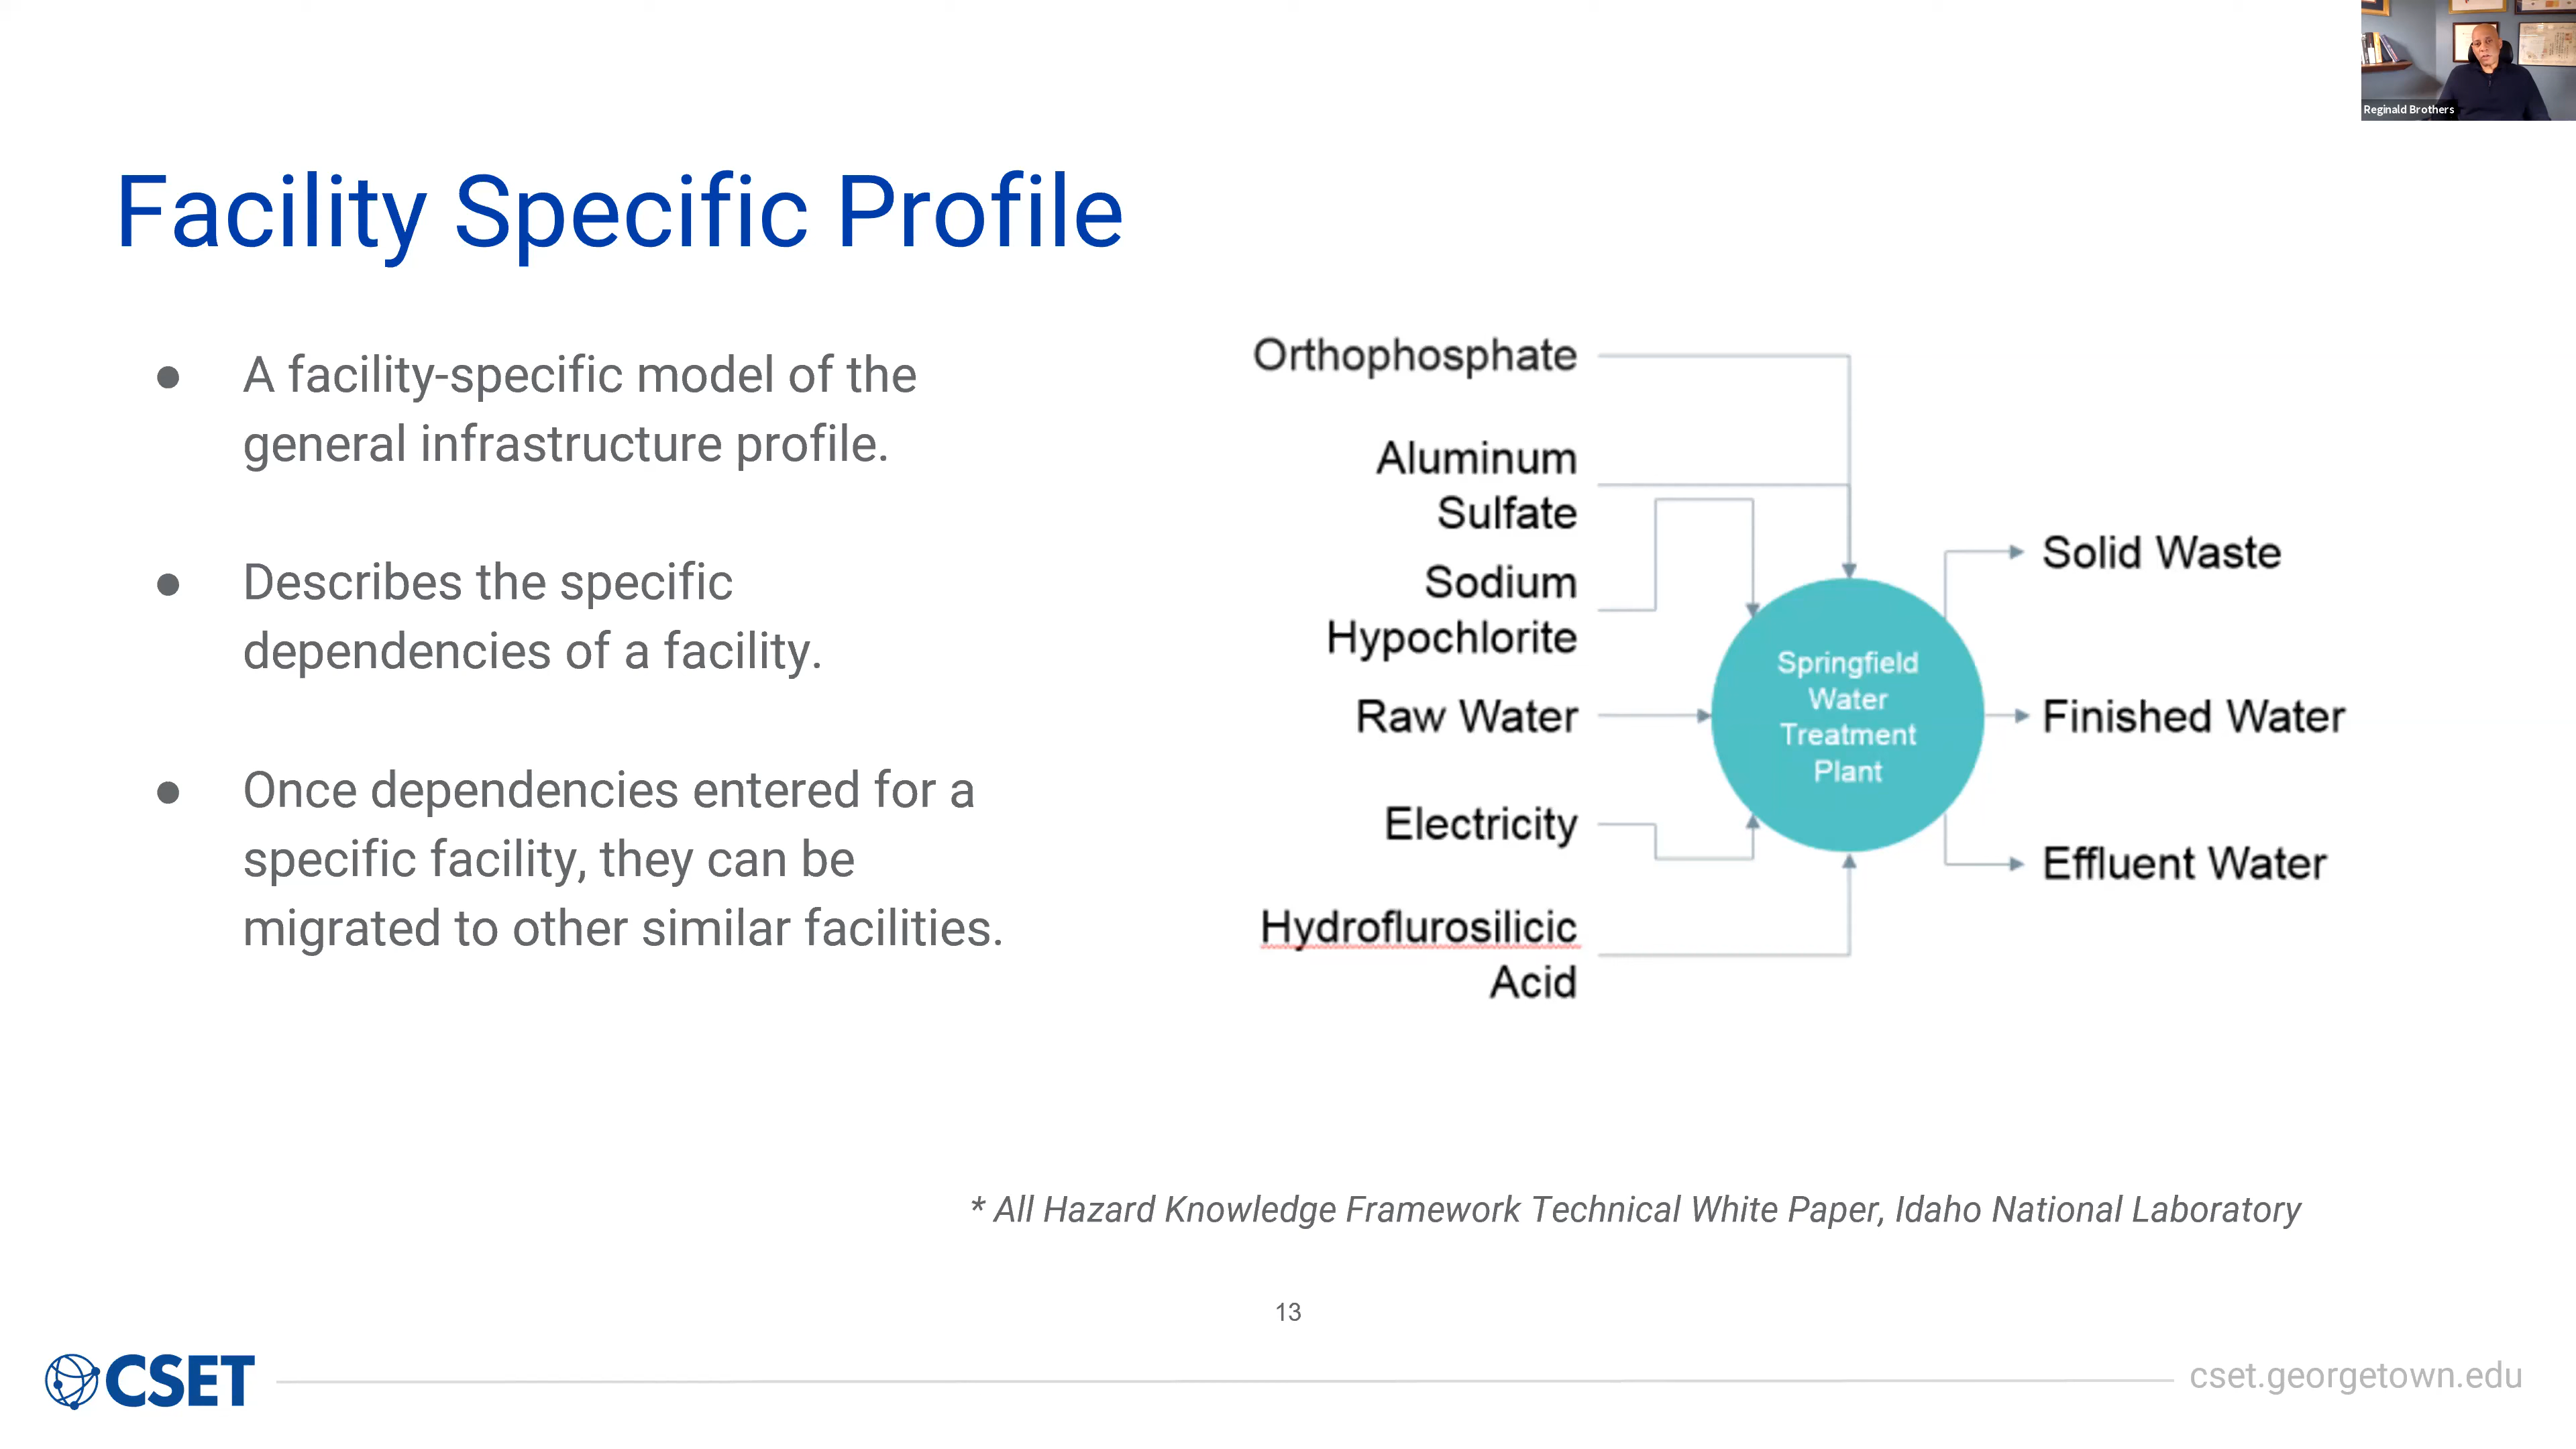 Reginald Brothers
Facility Specific Profile
● A facility-specific model of the
general infrastructure profile.
● Describes the specific
dependencies of a facility.
● Once dependencies entered for a
specific facility, they can be
migrated to other similar facilities.
Orthophosphate
Aluminum
Sulfate
Sodium
Hypochlorite
Raw Water
Electricity
Hydroflurosilicic
Acid
Springfield
Water
Treatment
Plant
Solid Waste
Finished Water
Effluent Water
* All Hazard Knowledge Framework Technical White Paper, Idaho National Laboratory
13
CSET
cset.georgetown.edu